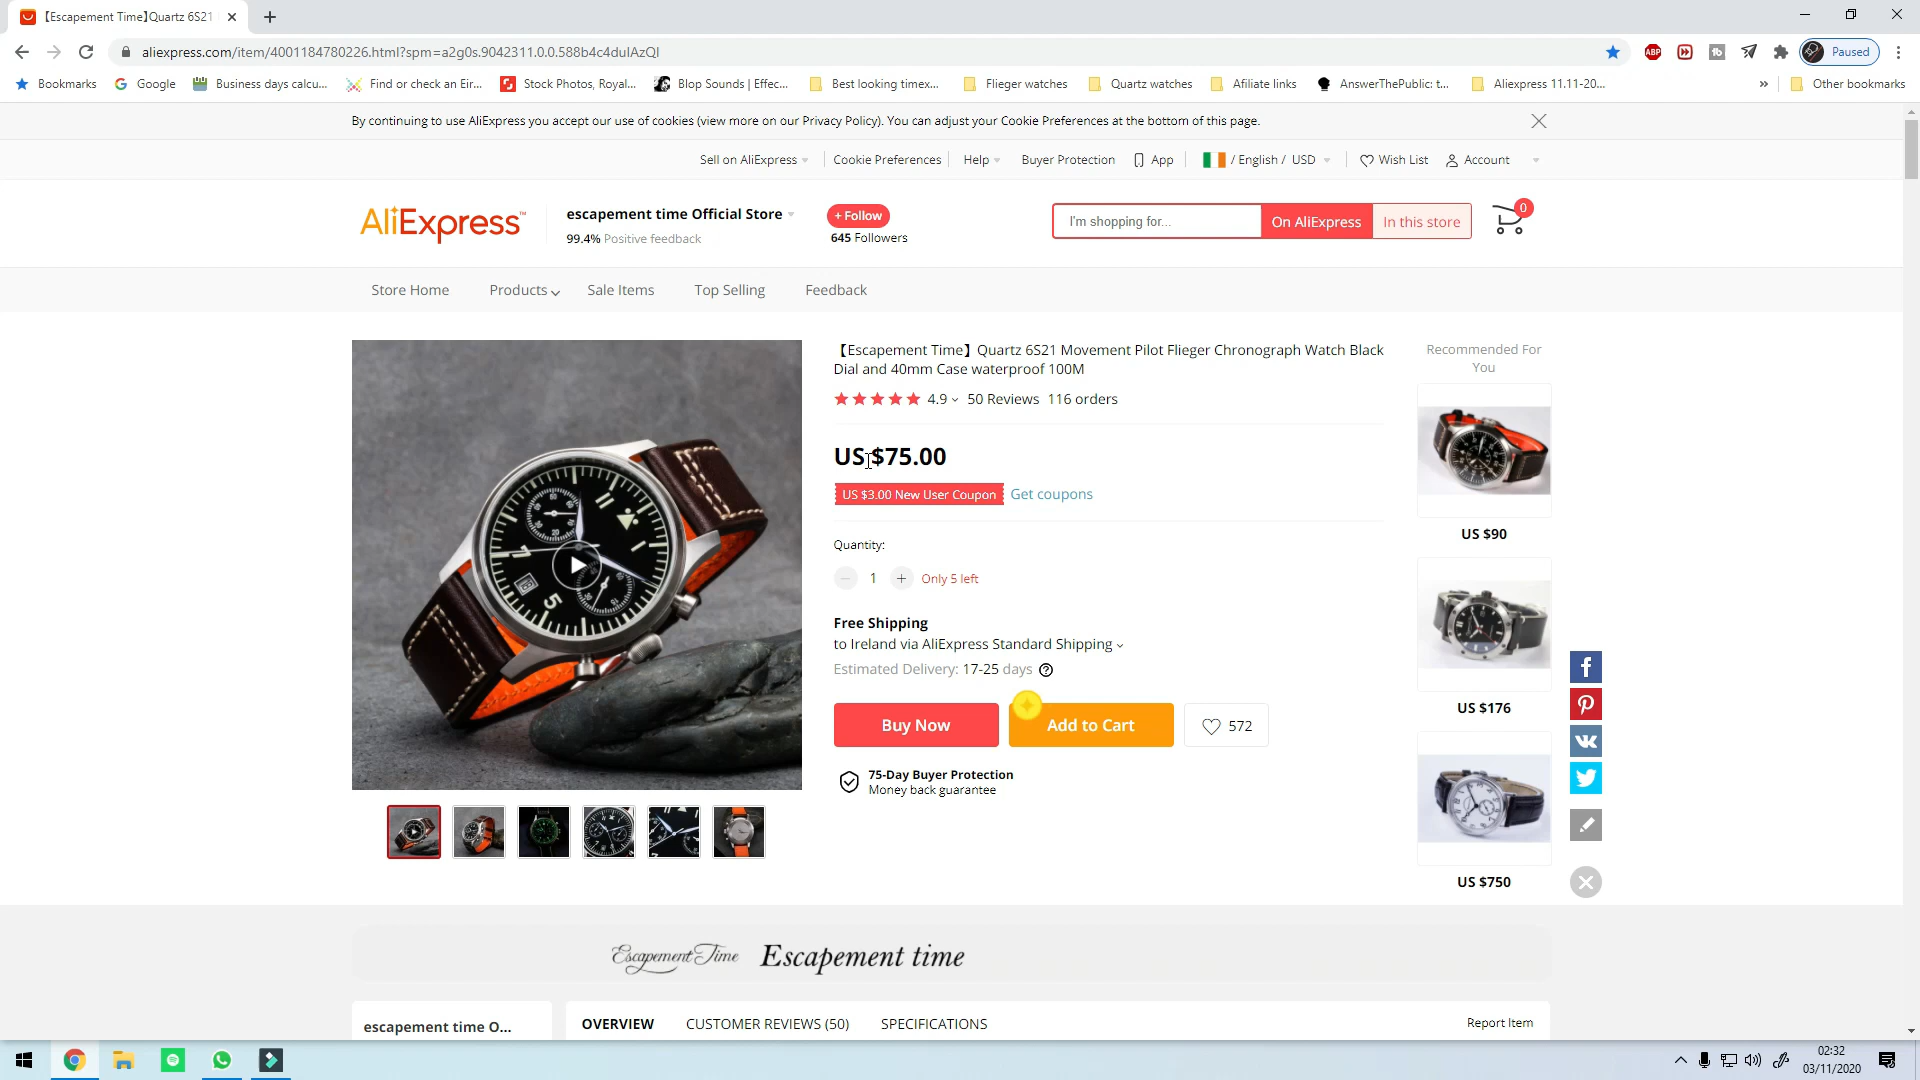 【Escapement Time】Quartz 6S21
aliexpress.com/item/4001184780226.html?spm=a2g0s.9042311.0.0.588b4c4dulAzQI
ABP
Paused
Bookmarks
Google
Business days calcu...
Find or check an Eir...
Stock Photos, Royal...
Blop Sounds | Effec...
Best looking timex...
Flieger watches
Quartz watches
Afiliate links
AnswerThePublic: t...
Aliexpress 11.11-20...
»
Other bookmarks
By continuing to use AliExpress you accept our use of cookies (view more on our Privacy Policy). You can adjust your Cookie Preferences at the bottom of this page.
Sell on AliExpress
Cookie Preferences
Help
Buyer Protection
App
/ English / USD
Wish List
Account
AliExpress™
escapement time Official Store
99.4% Positive feedback
+ Follow
645 Followers
I'm shopping for...
On AliExpress
In this store
0
Store Home
Products
Sale Items
Top Selling
Feedback
【Escapement Time】Quartz 6S21 Movement Pilot Flieger Chronograph Watch Black
Dial and 40mm Case waterproof 100M
4.9 50 Reviews 116 orders
US $75.00
US $3.00 New User Coupon
Get coupons
Quantity:
1
Only 5 left
Free Shipping
to Ireland via AliExpress Standard Shipping
Estimated Delivery: 17-25 days
Buy Now
Add to Cart
572
75-Day Buyer Protection
Money back guarantee
Recommended For
You
US $90
US $176
US $750
Escapement Time
Escapement time
escapement time O...
OVERVIEW
CUSTOMER REVIEWS (50)
SPECIFICATIONS
Report Item
02:32
03/11/2020